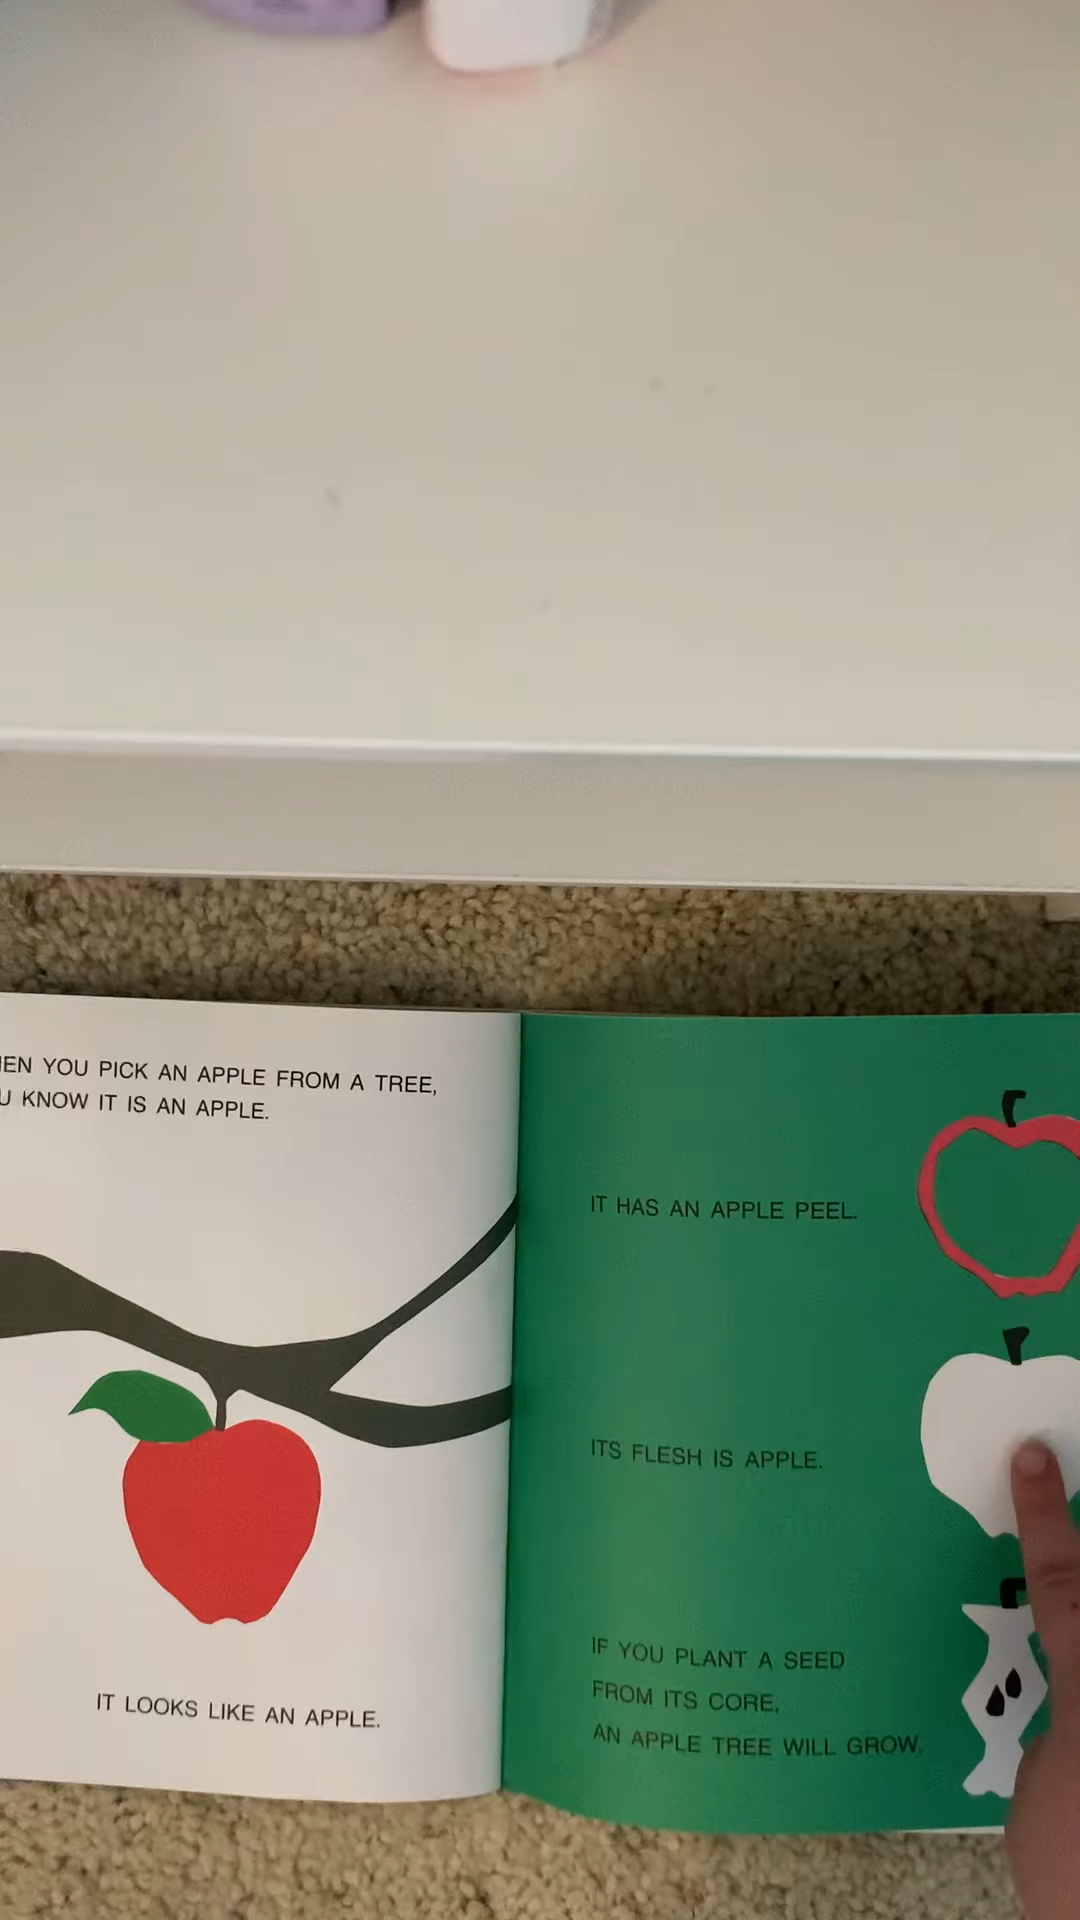 HEN YOU PICK AN APPLE FROM A TREE,
U KNOW IT IS AN APPLE.
IT LOOKS LIKE AN APPLE.
IT HAS AN APPLE PEEL.
ITS FLESH IS APPLE.
IF YOU PLANT A SEED
FROM ITS CORE,
AN APPLE TREE WILL GROW.